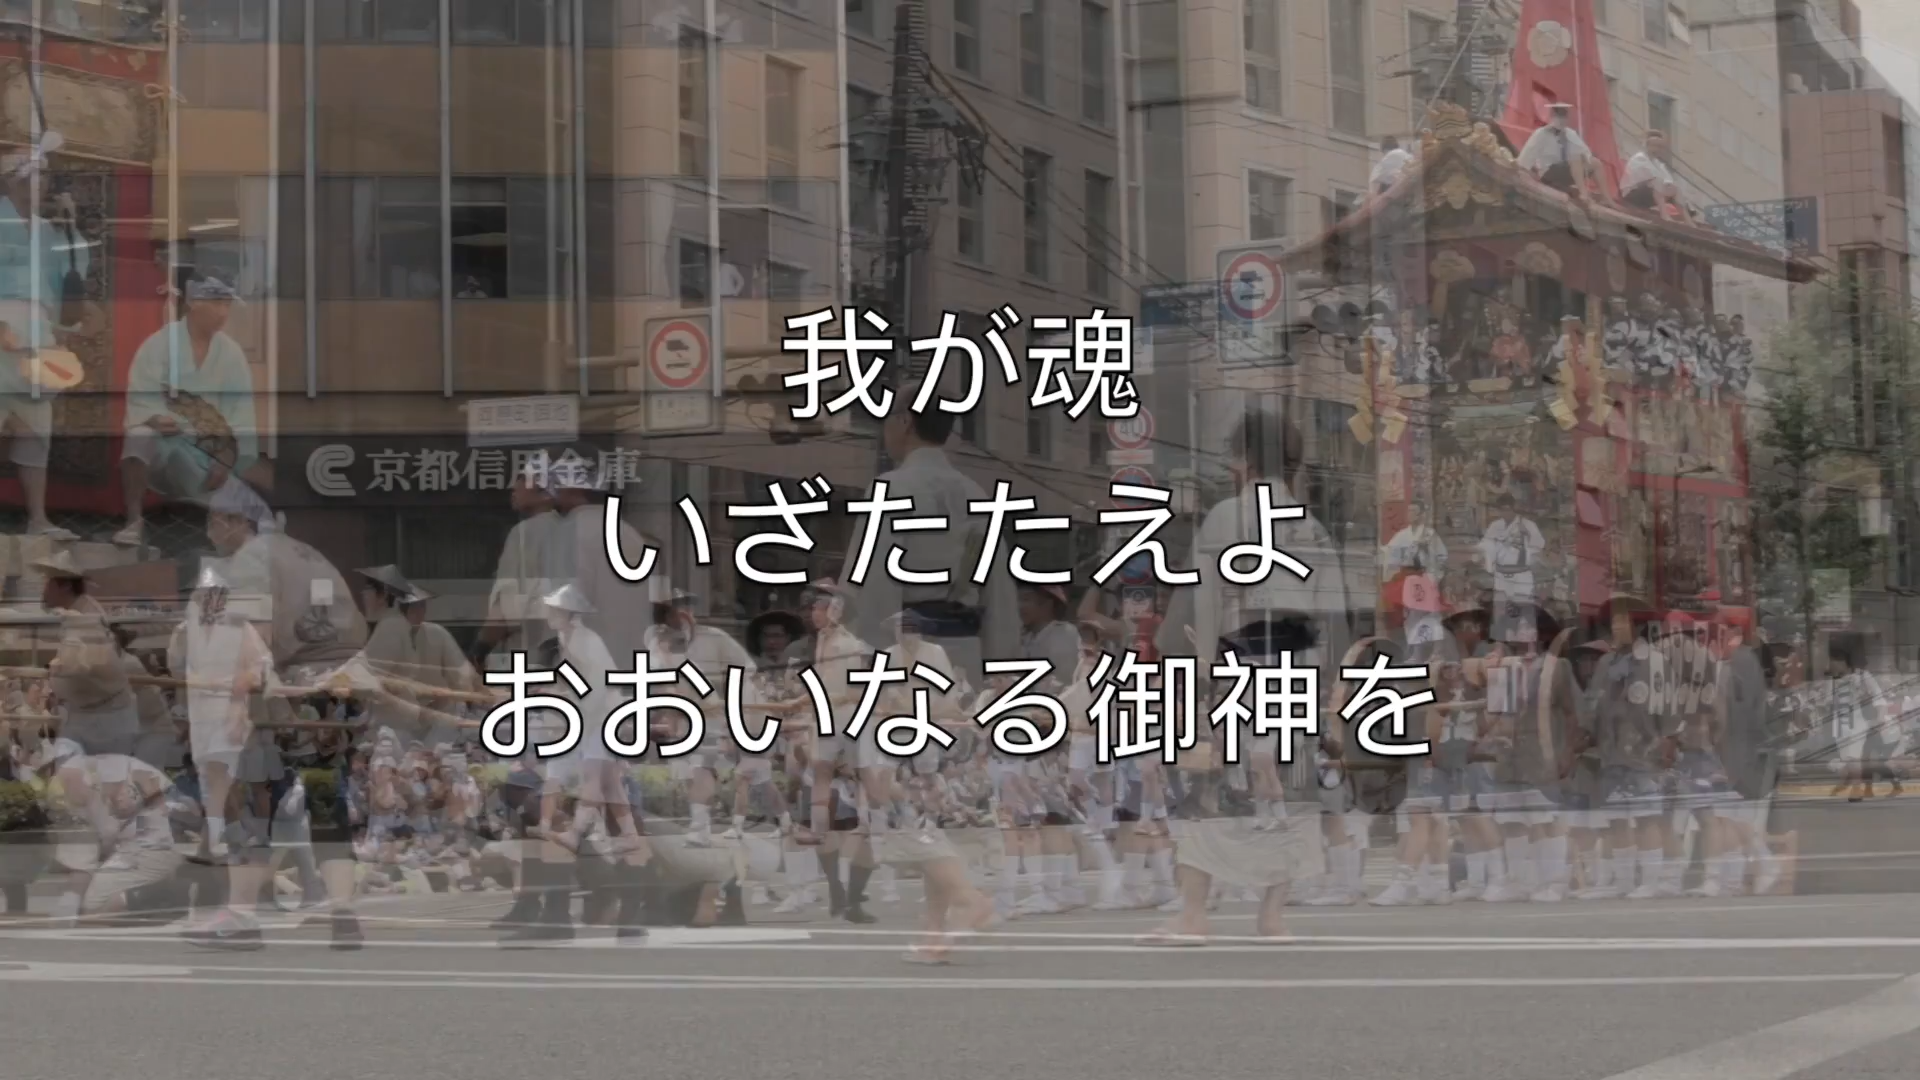 我が魂
いざたたえよ
おおいなる御神を
京都信用金庫